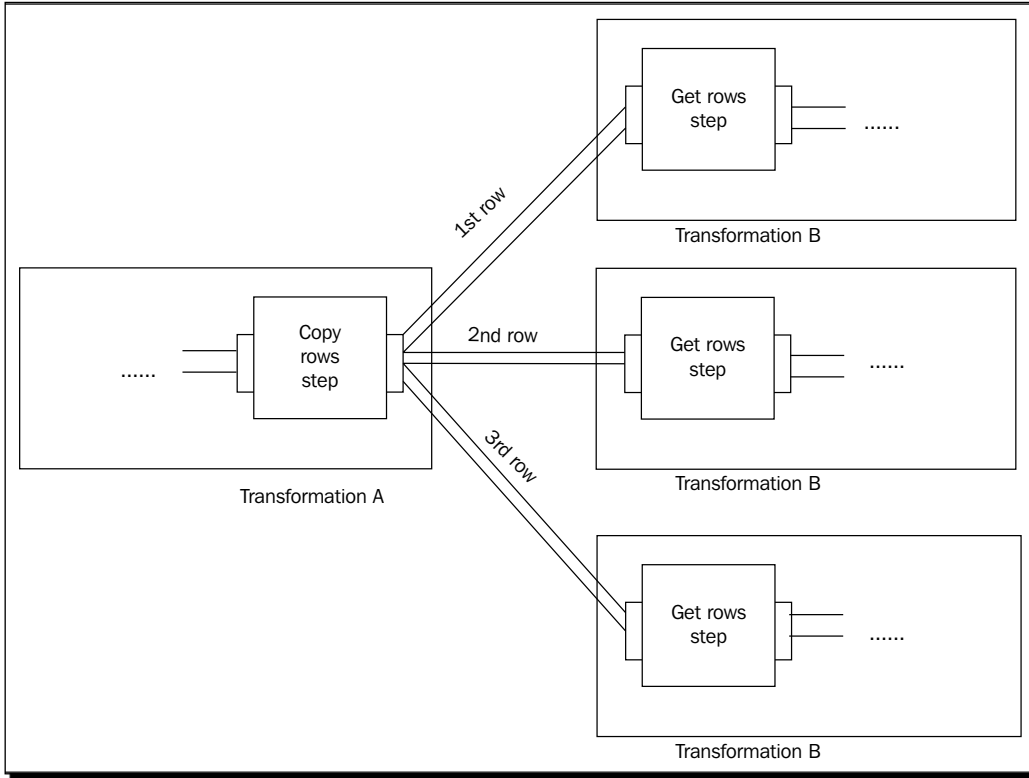 Get rows
step
......
Transformation B
1st row
Copy
rows
step
......
Transformation A
2nd row
Get rows
step
......
Transformation B
3rd row
Get rows
step
......
Transformation B